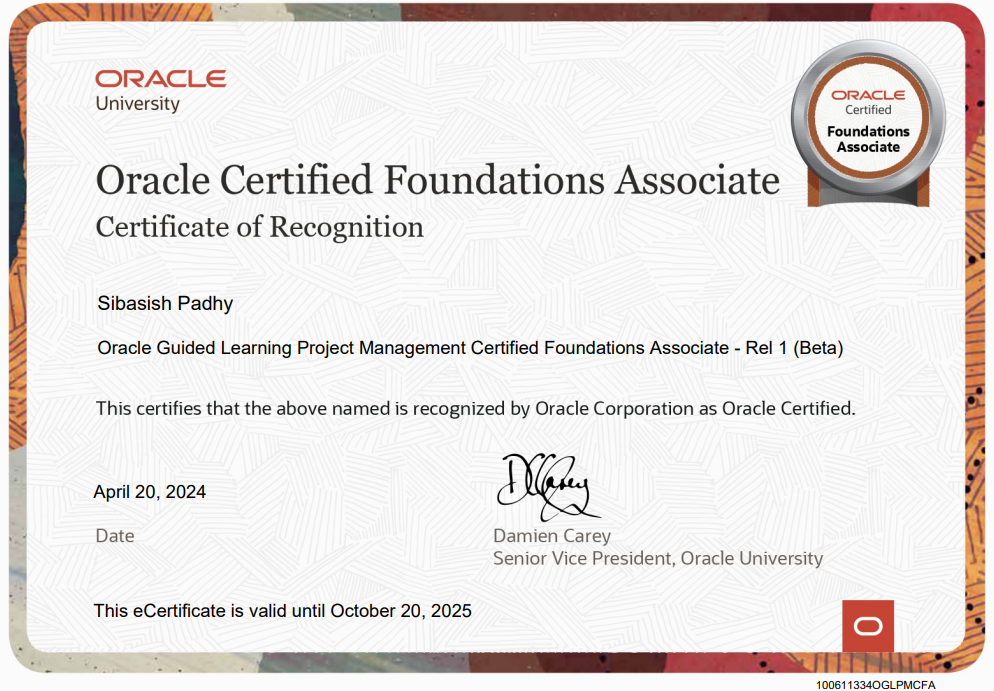 ORACLE
University
ORACLE
Certified
Foundations
Associate
Oracle Certified Foundations Associate
Certificate of Recognition
Sibasish Padhy
Oracle Guided Learning Project Management Certified Foundations Associate - Rel 1 (Beta)
This certifies that the above named is recognized by Oracle Corporation as Oracle Certified.
April 20, 2024
Date
DCarey
Damien Carey
Senior Vice President, Oracle University
This eCertificate is valid until October 20, 2025
100611334OGLPMCFA